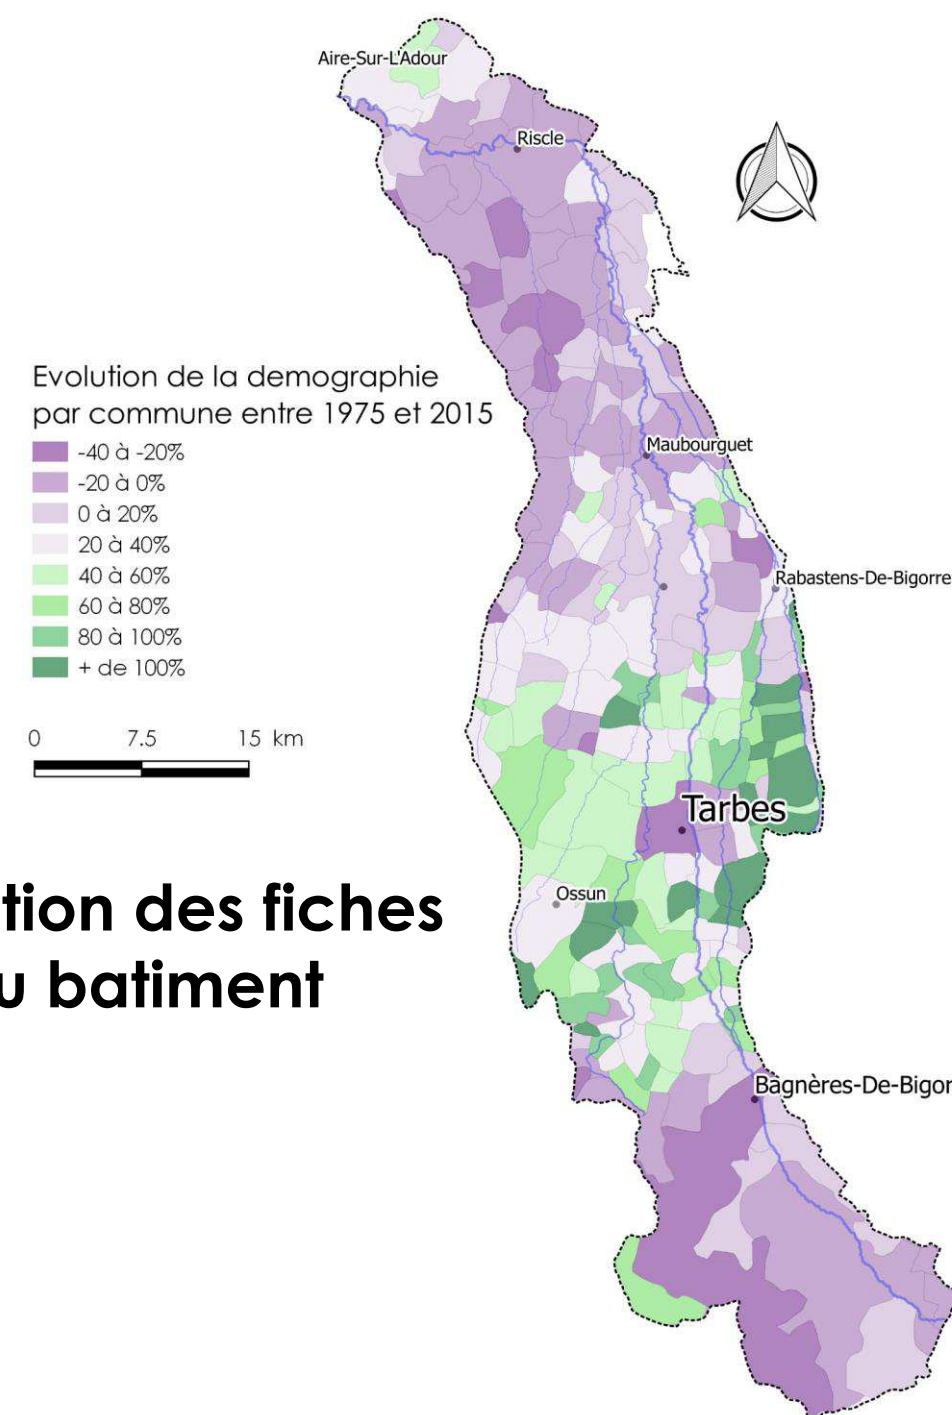 Aire-Sur-L'Adour
Riscle
Evolution de la demographie
par commune entre 1975 et 2015
-40 à -20%
-20 à 0%
0 à 20%
20 à 40%
40 à 60%
60 à 80%
80 à 100%
+ de 100%
Maubourguet
Rabastens-De-Bigorre
0 7.5 15 km
Tarbes
Ossun
tion des fiches
u batiment
Bagnères-De-Bigor